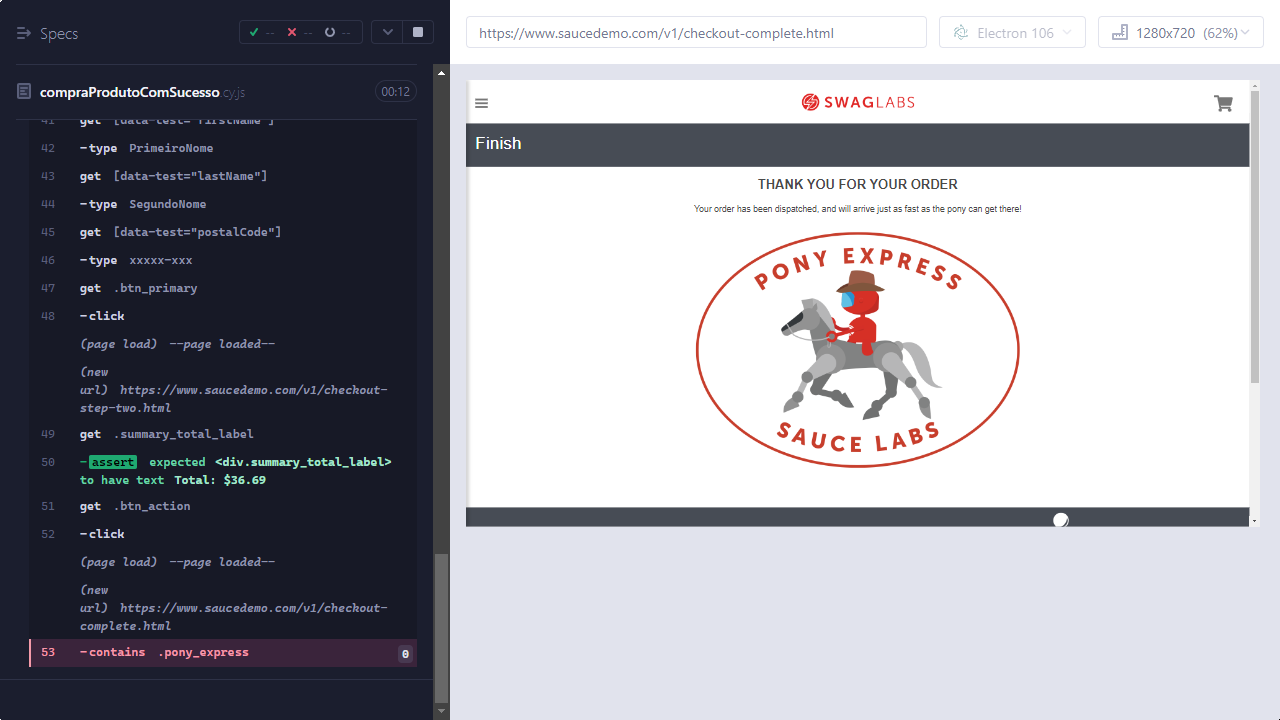 Specs
-- -- --
compraProdutoComSucesso.cy.js 00:12
41 get [data-test="firstName"]
42 -type PrimeiroNome
43 get [data-test="lastName"]
44 -type SegundoNome
45 get [data-test="postalCode"]
46 -type xxxxx-xxx
47 get .btn_primary
48 -click
(page load) --page loaded--
(new
url) https://www.saucedemo.com/v1/checkout-
step-two.html
49 get .summary_total_label
50 -assert expected <div.summary_total_label>
to have text Total: $36.69
51 get .btn_action
52 -click
(page load) --page loaded--
(new
url) https://www.saucedemo.com/v1/checkout-
complete.html
53 -contains .pony_express 0
https://www.saucedemo.com/v1/checkout-complete.html
Electron 106
1280x720 (62%)
SWAGLABS
Finish
THANK YOU FOR YOUR ORDER
Your order has been dispatched, and will arrive just as fast as the pony can get there!
PONY EXPRESS
SAUCE LABS